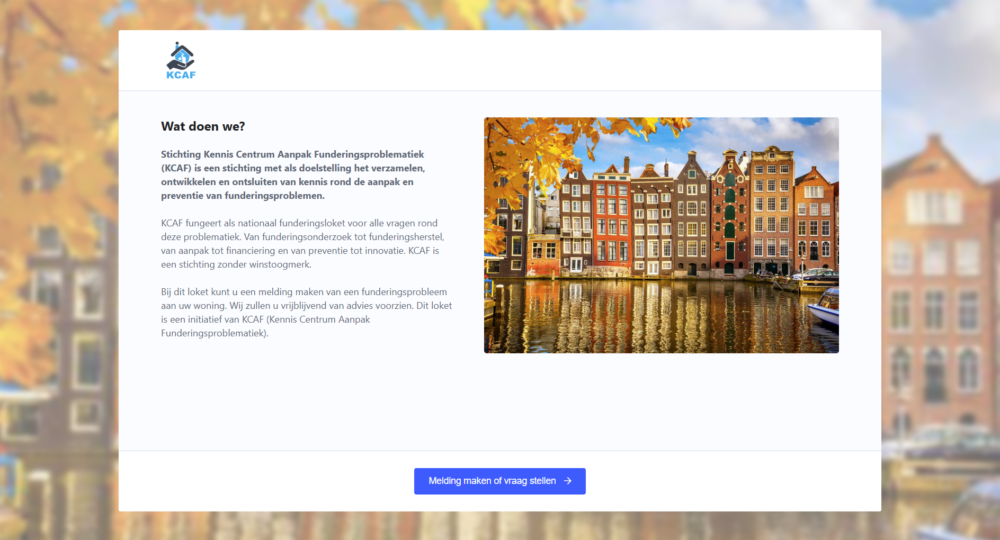 KCAF
Wat doen we?
Stichting Kennis Centrum Aanpak Funderingsproblematiek
(KCAF) is een stichting met als doelstelling het verzamelen,
ontwikkelen en ontsluiten van kennis rond de aanpak en
preventie van funderingsproblemen.
KCAF fungeert als nationaal funderingsloket voor alle vragen rond
deze problematiek. Van funderingsonderzoek tot funderingsherstel,
van aanpak tot financiering en van preventie tot innovatie. KCAF is
een stichting zonder winstoogmerk.
Bij dit loket kunt u een melding maken van een funderingsprobleem
aan uw woning. Wij zullen u vrijblijvend van advies voorzien. Dit loket
is een initiatief van KCAF (Kennis Centrum Aanpak
Funderingsproblematiek).
Melding maken of vraag stellen